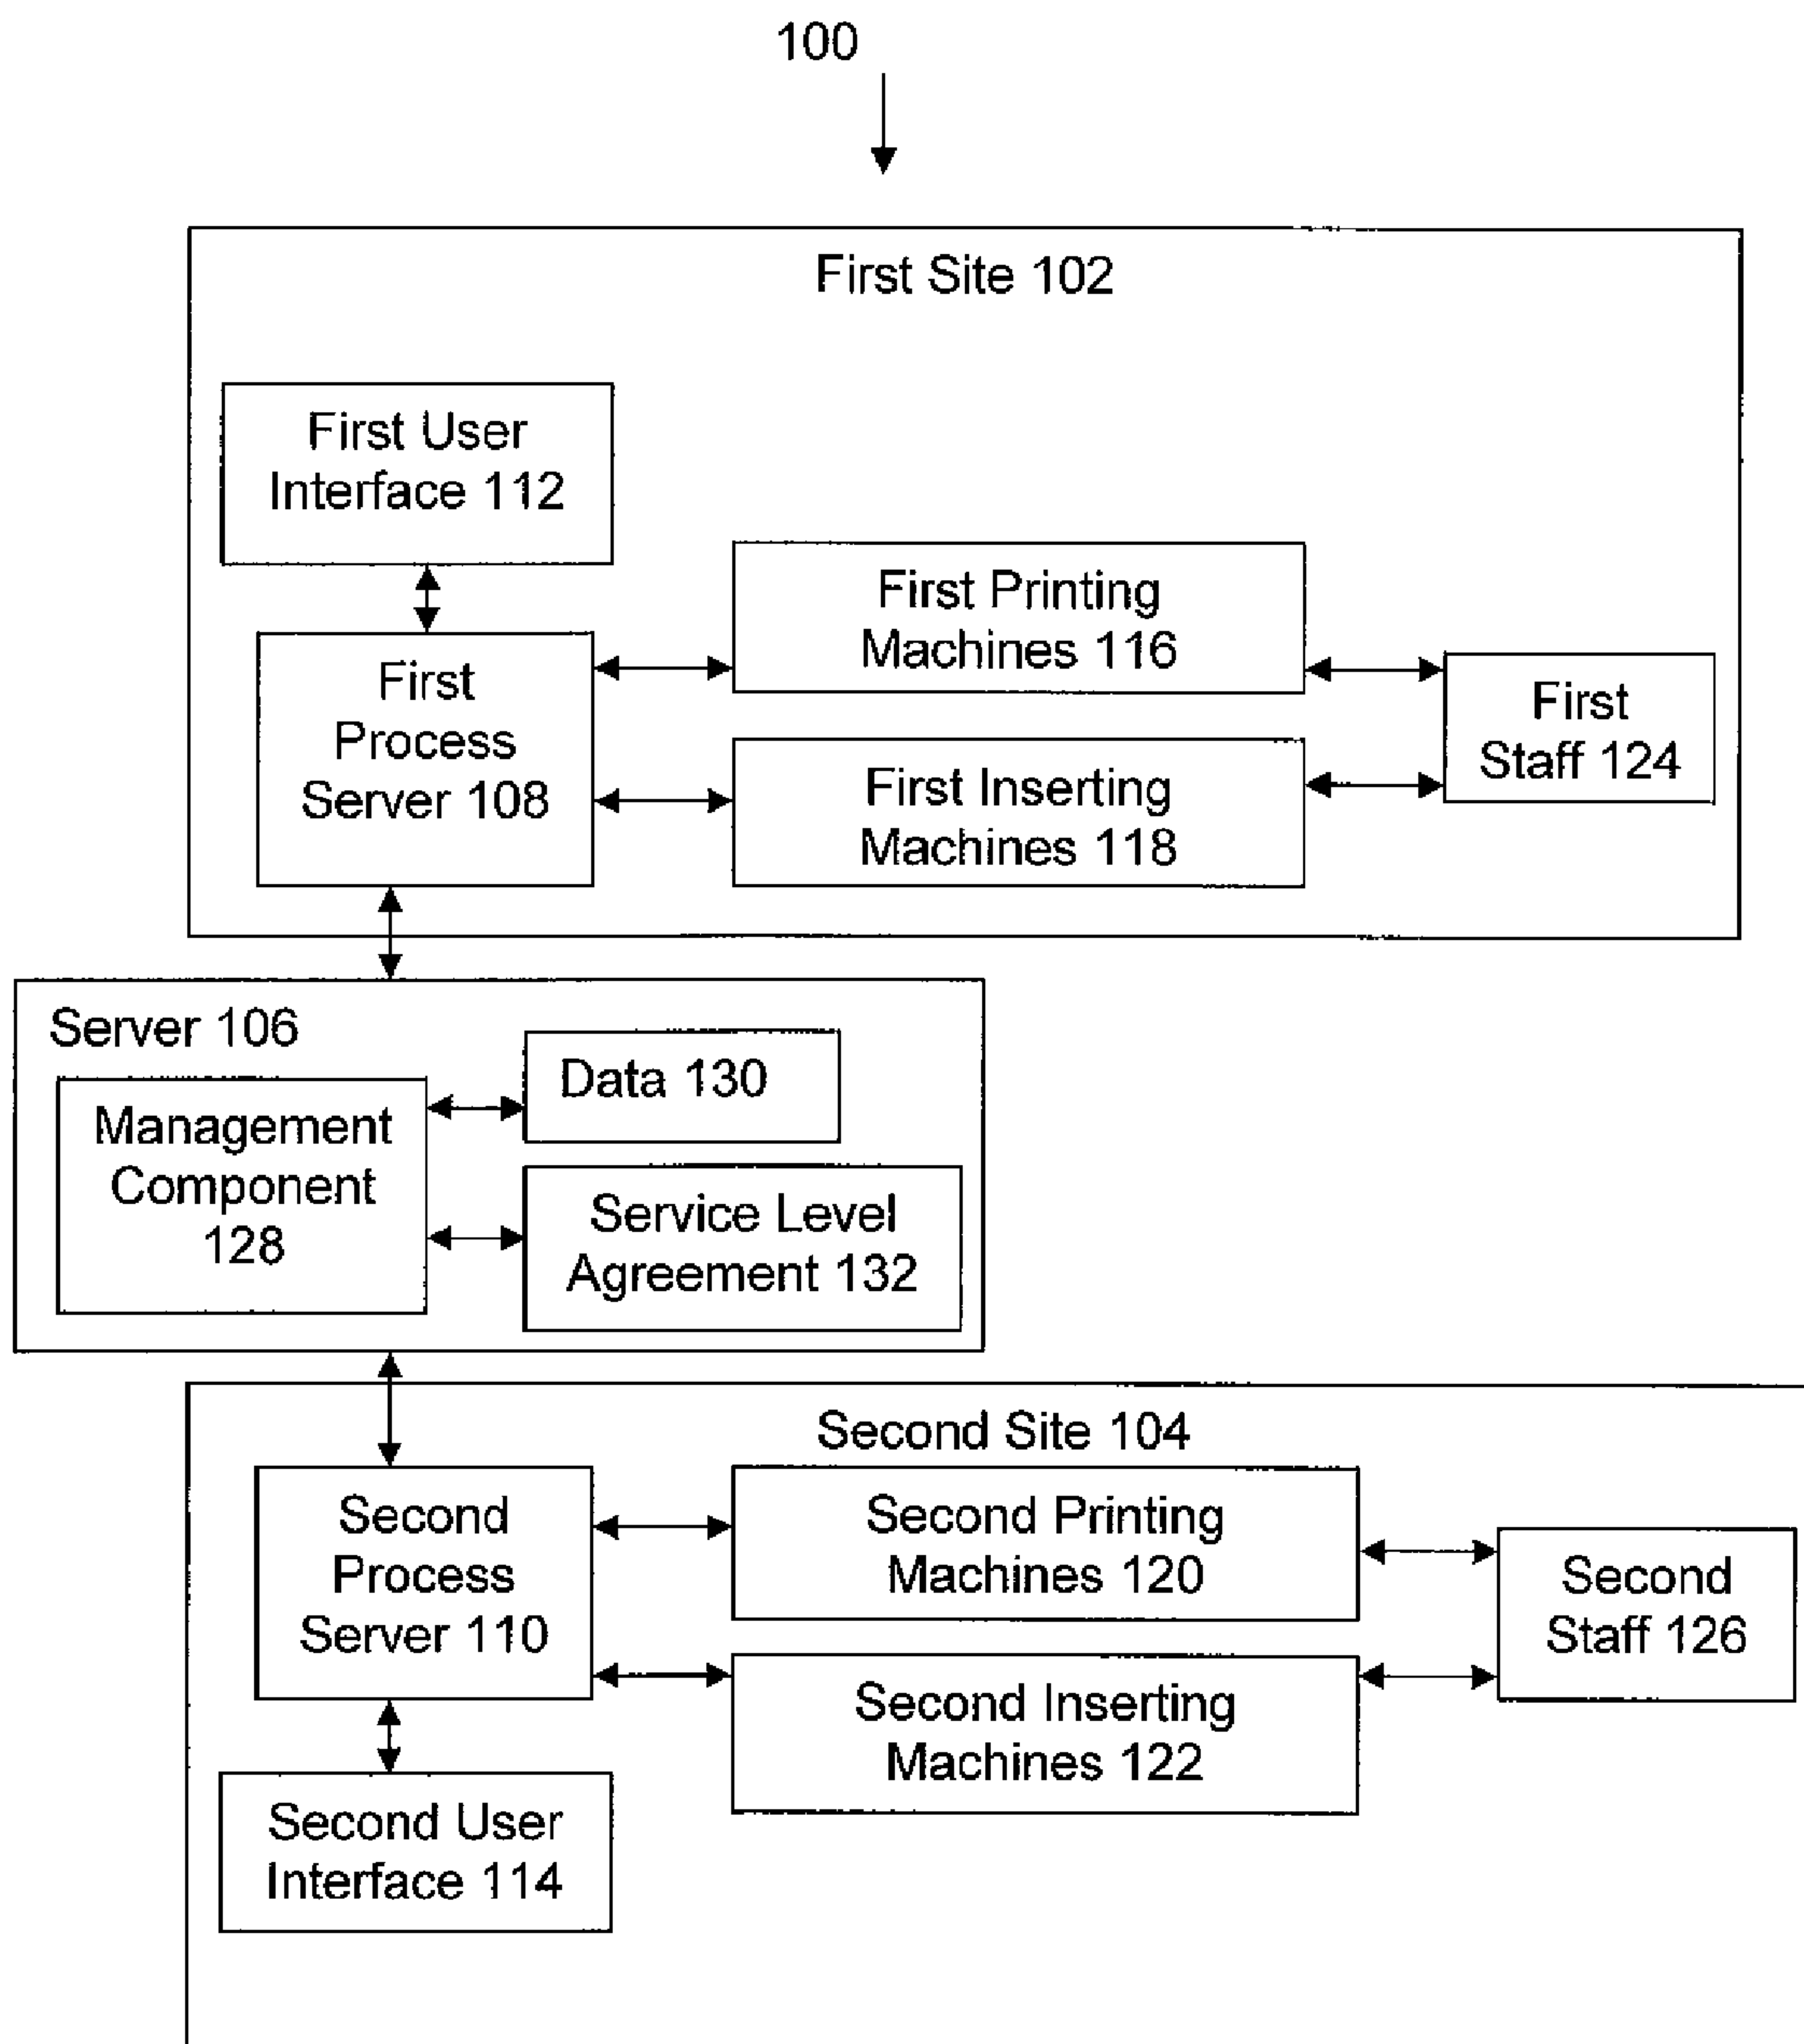 100
First Site 102
First User
Interface 112
First Printing
Machines 116
First
Process
Server 108
First
Staff 124
First Inserting
Machines 118
Server 106
Data 130
Management
Component
128
Service Level
Agreement 132
Second Site 104
Second
Process
Server 110
Second Printing
Machines 120
Second
Staff 126
Second Inserting
Machines 122
Second User
Interface 114